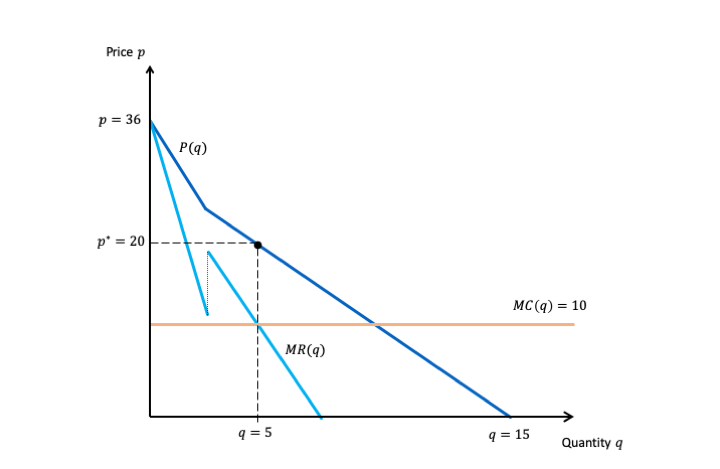 Price p
p = 36
P(q)
p* = 20
MC(q) = 10
MR(q)
q = 5
q = 15
Quantity q